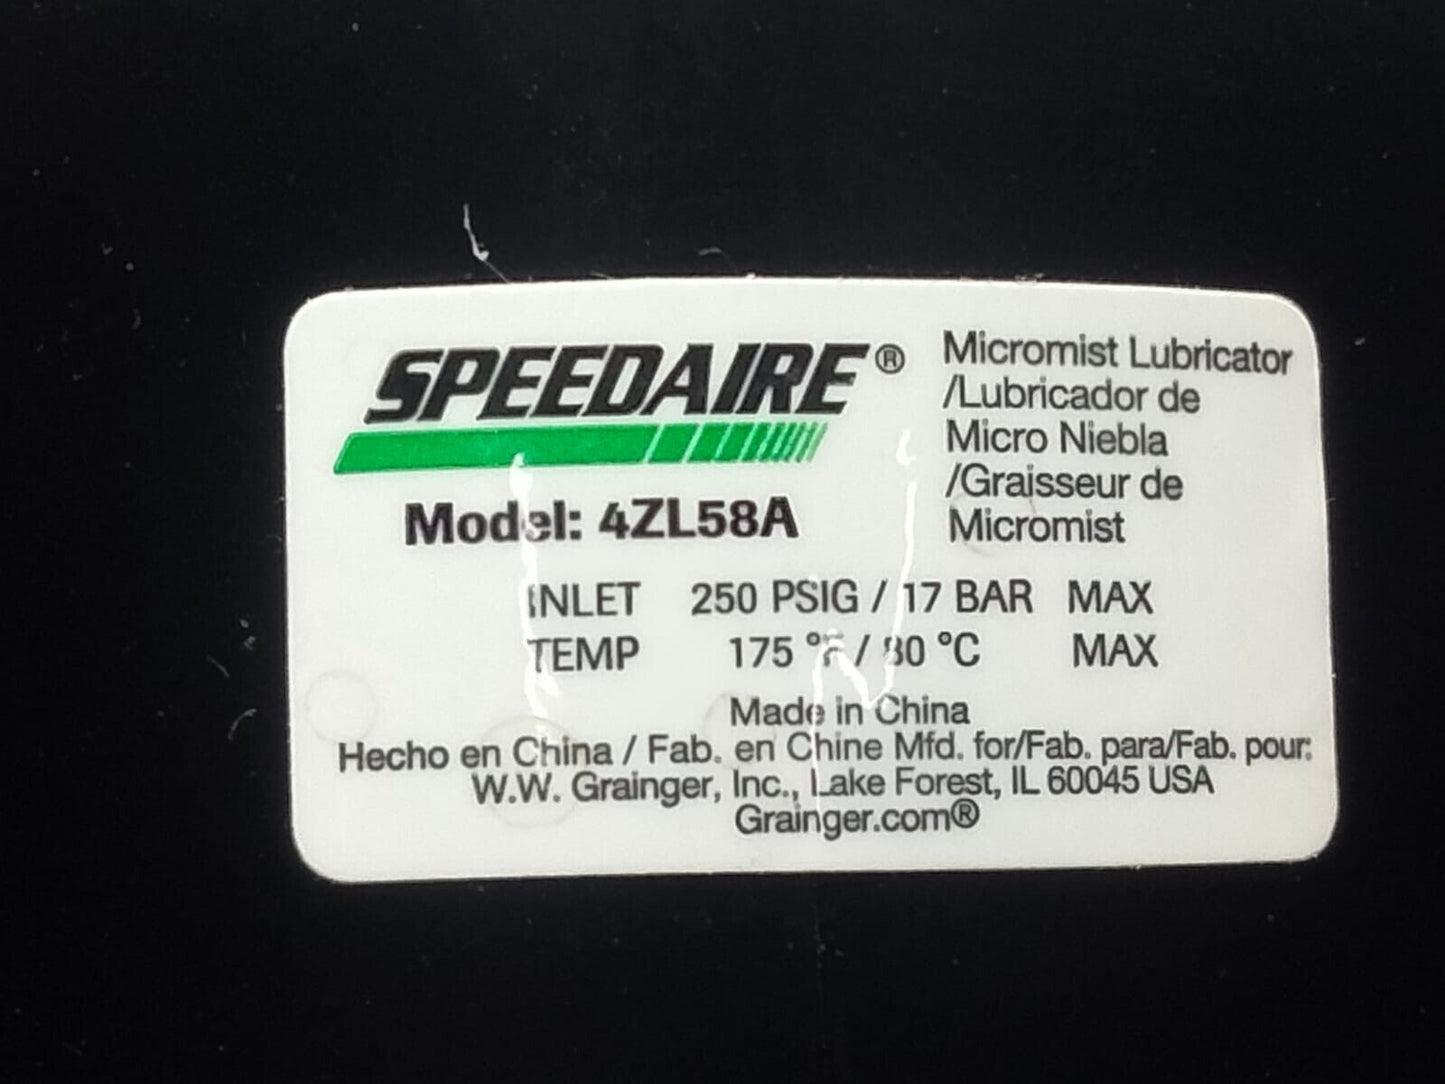 SPEEDAIRE®
Model: 4ZL58A
Micromist Lubricator
/Lubricador de
Micro Niebla
/Graisseur de
Micromist
INLET 250 PSIG / 17 BAR MAX
TEMP 175 °F / 80 °C MAX
Made in China
Hecho en China / Fab. en Chine Mfd. for/Fab. para/Fab. pour:
W.W. Grainger, Inc., Lake Forest, IL 60045 USA
Grainger.com®